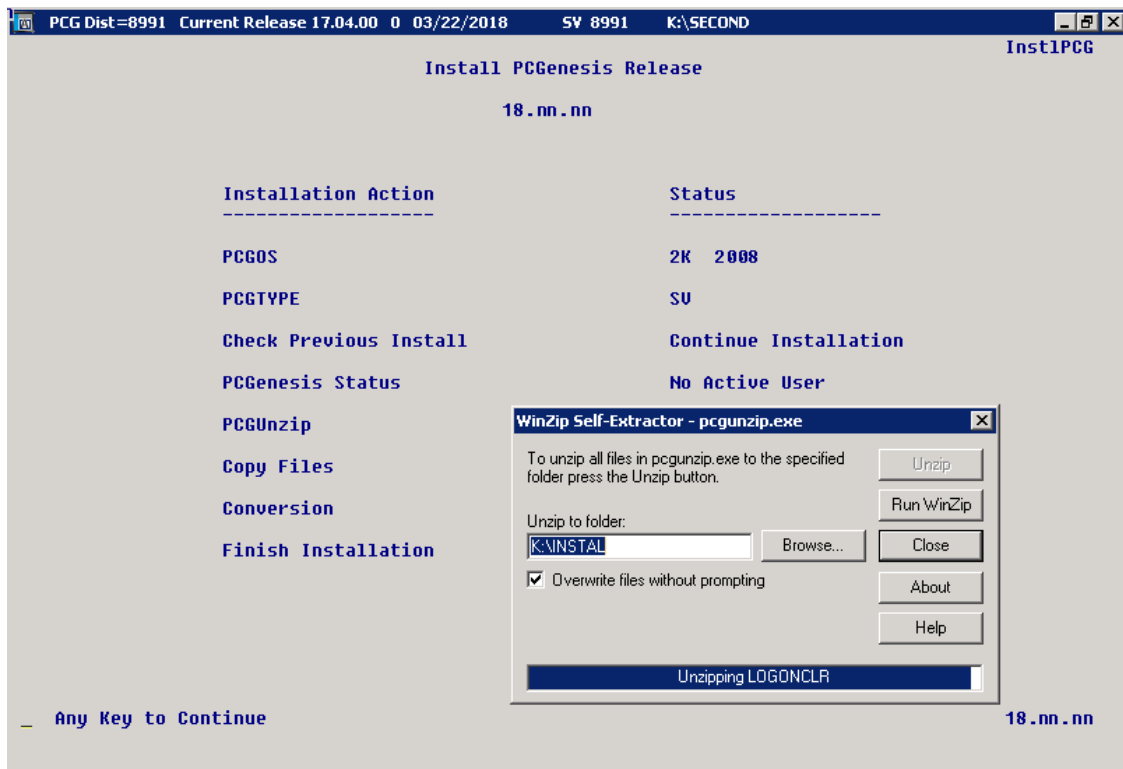 PCG Dist=8991 Current Release 17.04.00 0 03/22/2018 SV 8991 K:\SECOND
InstlPCG
Install PCGenesis Release
18.nn.nn
Installation Action Status
------------------- -------------------
PCGOS 2K 2008
PCGTYPE SV
Check Previous Install Continue Installation
PCGenesis Status No Active User
PCGUnzip
Copy Files
Conversion
Finish Installation
WinZip Self-Extractor - pcgunzip.exe
To unzip all files in pcgunzip.exe to the specified
folder press the Unzip button.
Unzip to folder:
K:\INSTAL
Browse...
Overwrite files without prompting
Unzip
Run WinZip
Close
About
Help
Unzipping LOGONCLR
_ Any Key to Continue 18.nn.nn